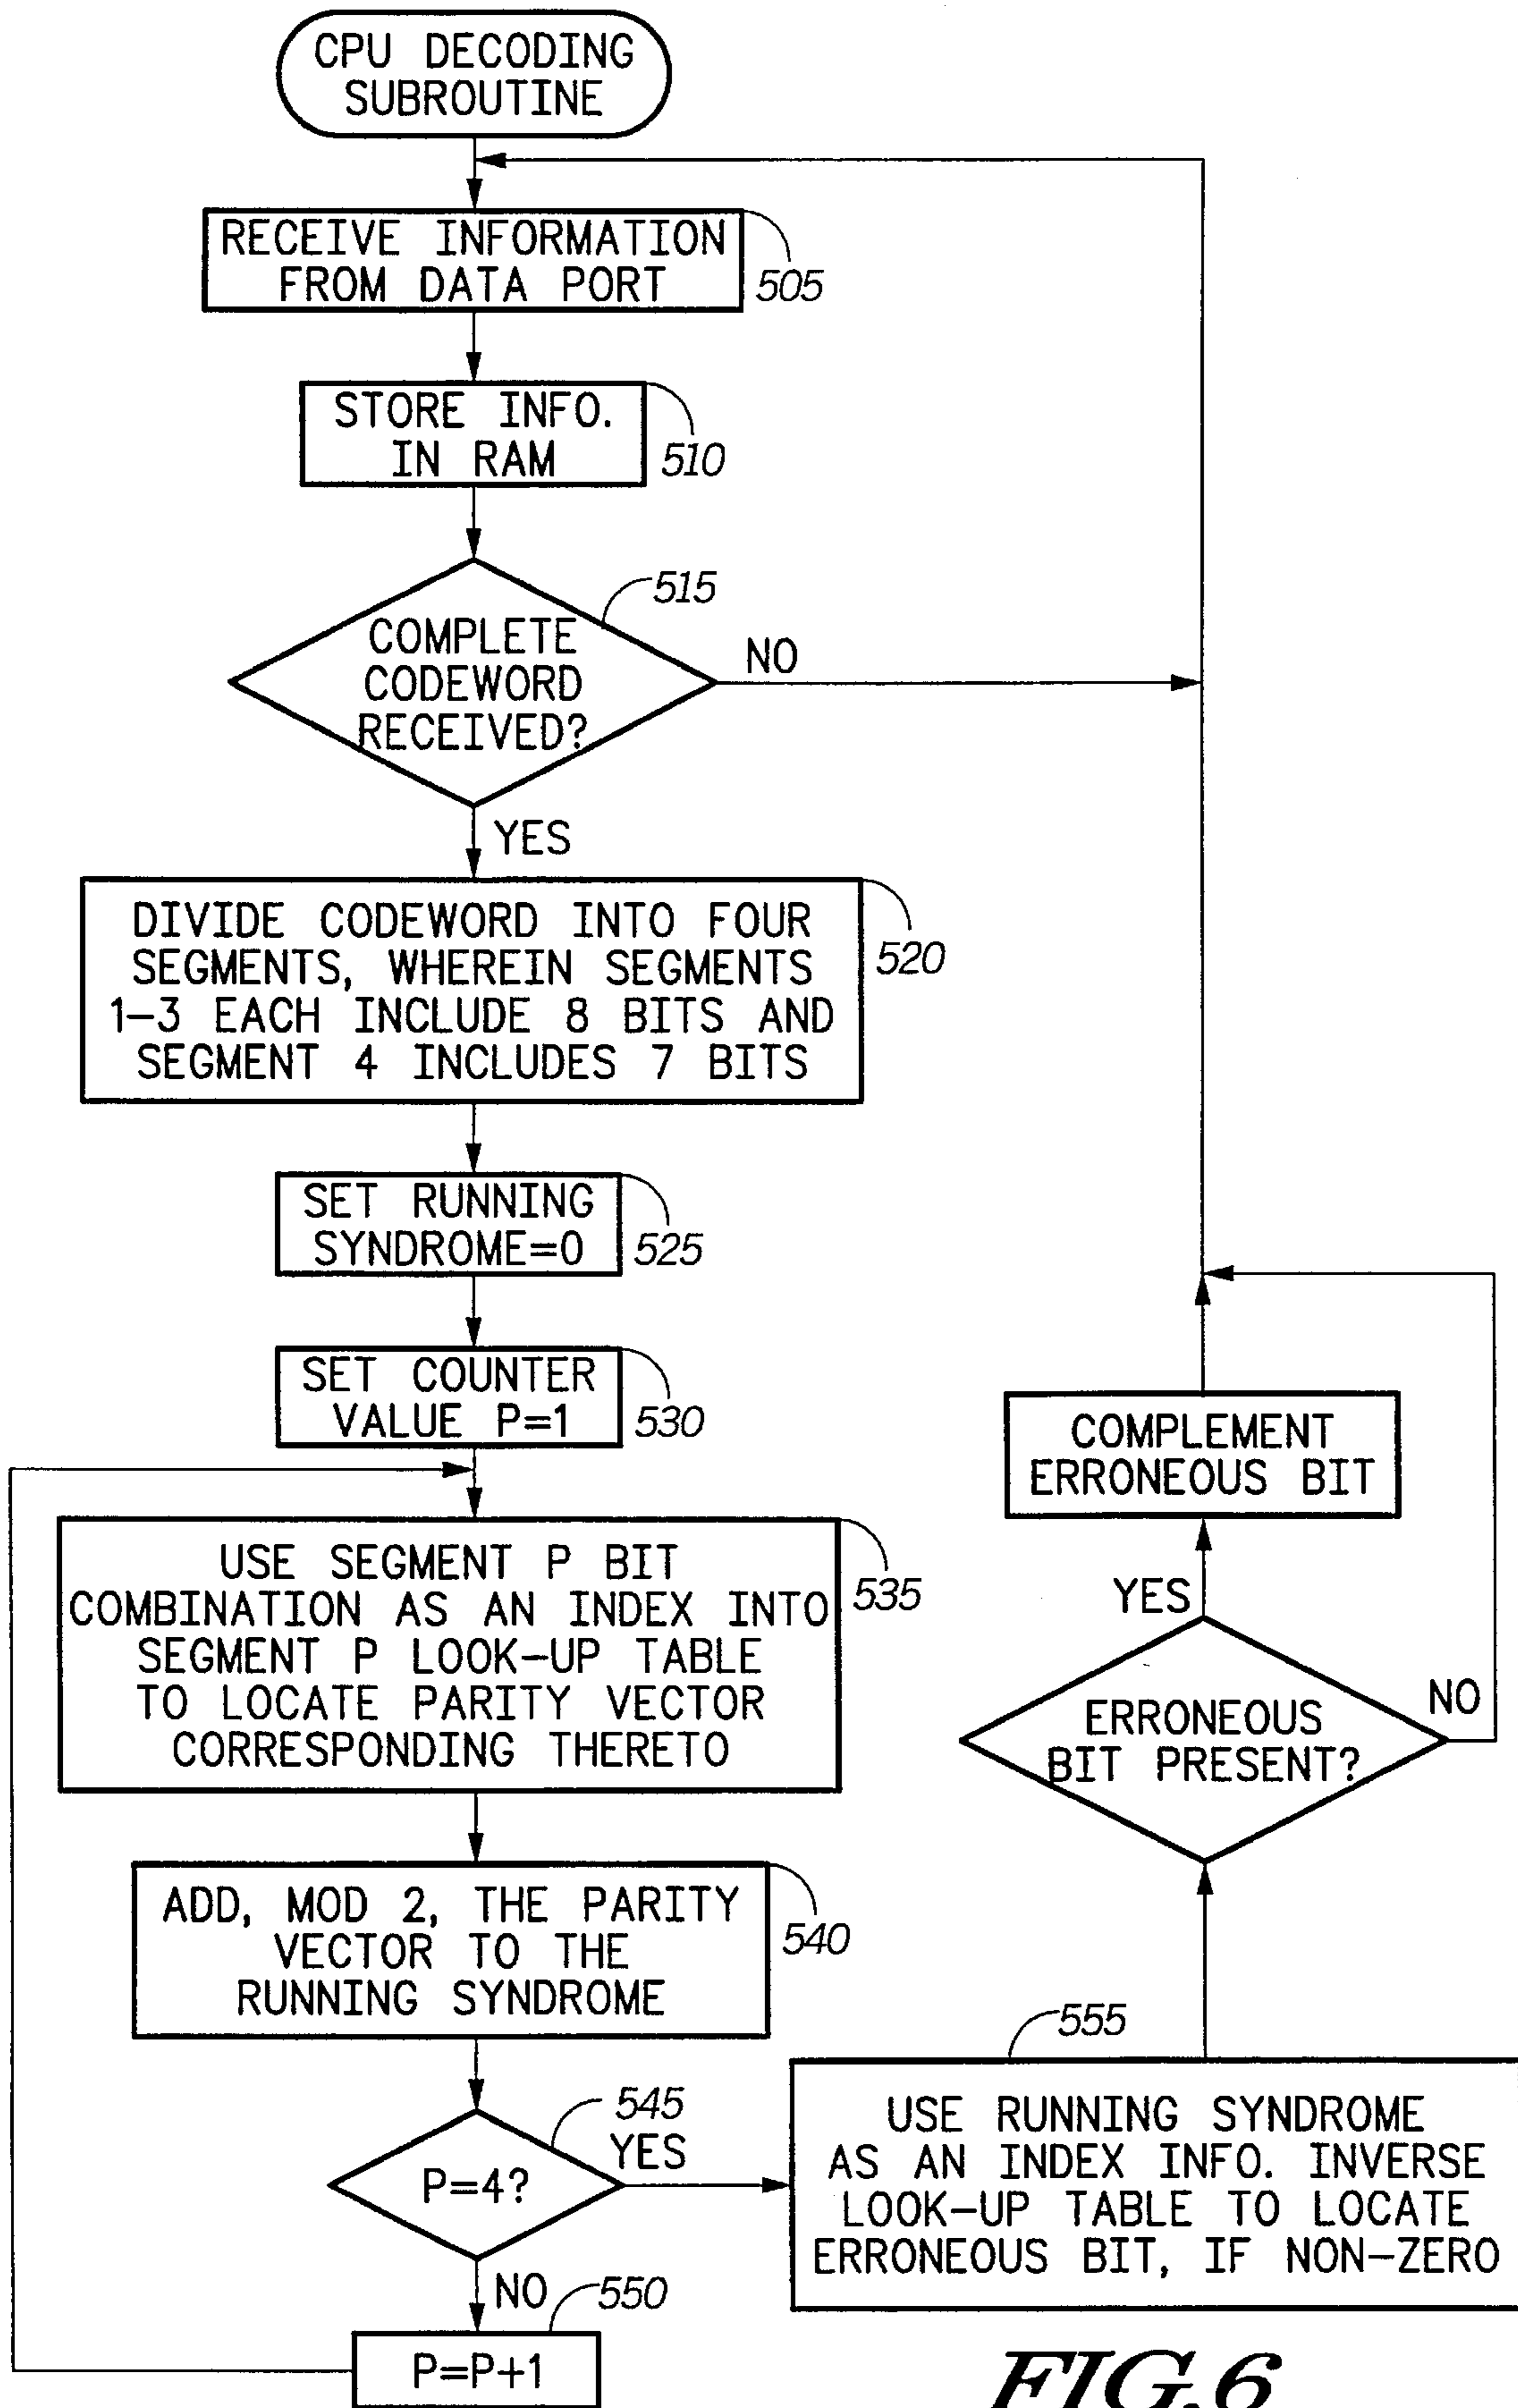 CPU DECODING
SUBROUTINE
RECEIVE INFORMATION
FROM DATA PORT
505
STORE INFO.
IN RAM
510
515
COMPLETE
CODEWORD
RECEIVED?
NO
YES
DIVIDE CODEWORD INTO FOUR
SEGMENTS, WHEREIN SEGMENTS
1-3 EACH INCLUDE 8 BITS AND
SEGMENT 4 INCLUDES 7 BITS
520
SET RUNNING
SYNDROME=0
525
SET COUNTER
VALUE P=1
530
USE SEGMENT P BIT
COMBINATION AS AN INDEX INTO
SEGMENT P LOOK-UP TABLE
TO LOCATE PARITY VECTOR
CORRESPONDING THERETO
535
ADD, MOD 2, THE PARITY
VECTOR TO THE
RUNNING SYNDROME
540
545
P=4?
YES
NO
550
P=P+1
555
USE RUNNING SYNDROME
AS AN INDEX INFO. INVERSE
LOOK-UP TABLE TO LOCATE
ERRONEOUS BIT, IF NON-ZERO
ERRONEOUS
BIT PRESENT?
NO
YES
COMPLEMENT
ERRONEOUS BIT
FIG.6